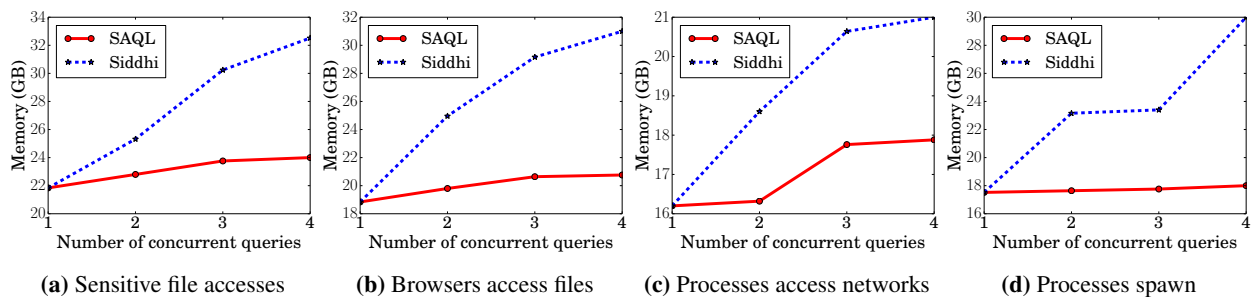 34
32
30
28
26
24
22
20
Memory (GB)
SAQL
Siddhi
1 2 3 4
Number of concurrent queries
(a) Sensitive file accesses
32
30
28
26
24
22
20
18
Memory (GB)
SAQL
Siddhi
1 2 3 4
Number of concurrent queries
(b) Browsers access files
21
20
19
18
17
16
Memory (GB)
SAQL
Siddhi
1 2 3 4
Number of concurrent queries
(c) Processes access networks
30
28
26
24
22
20
18
16
Memory (GB)
SAQL
Siddhi
1 2 3 4
Number of concurrent queries
(d) Processes spawn